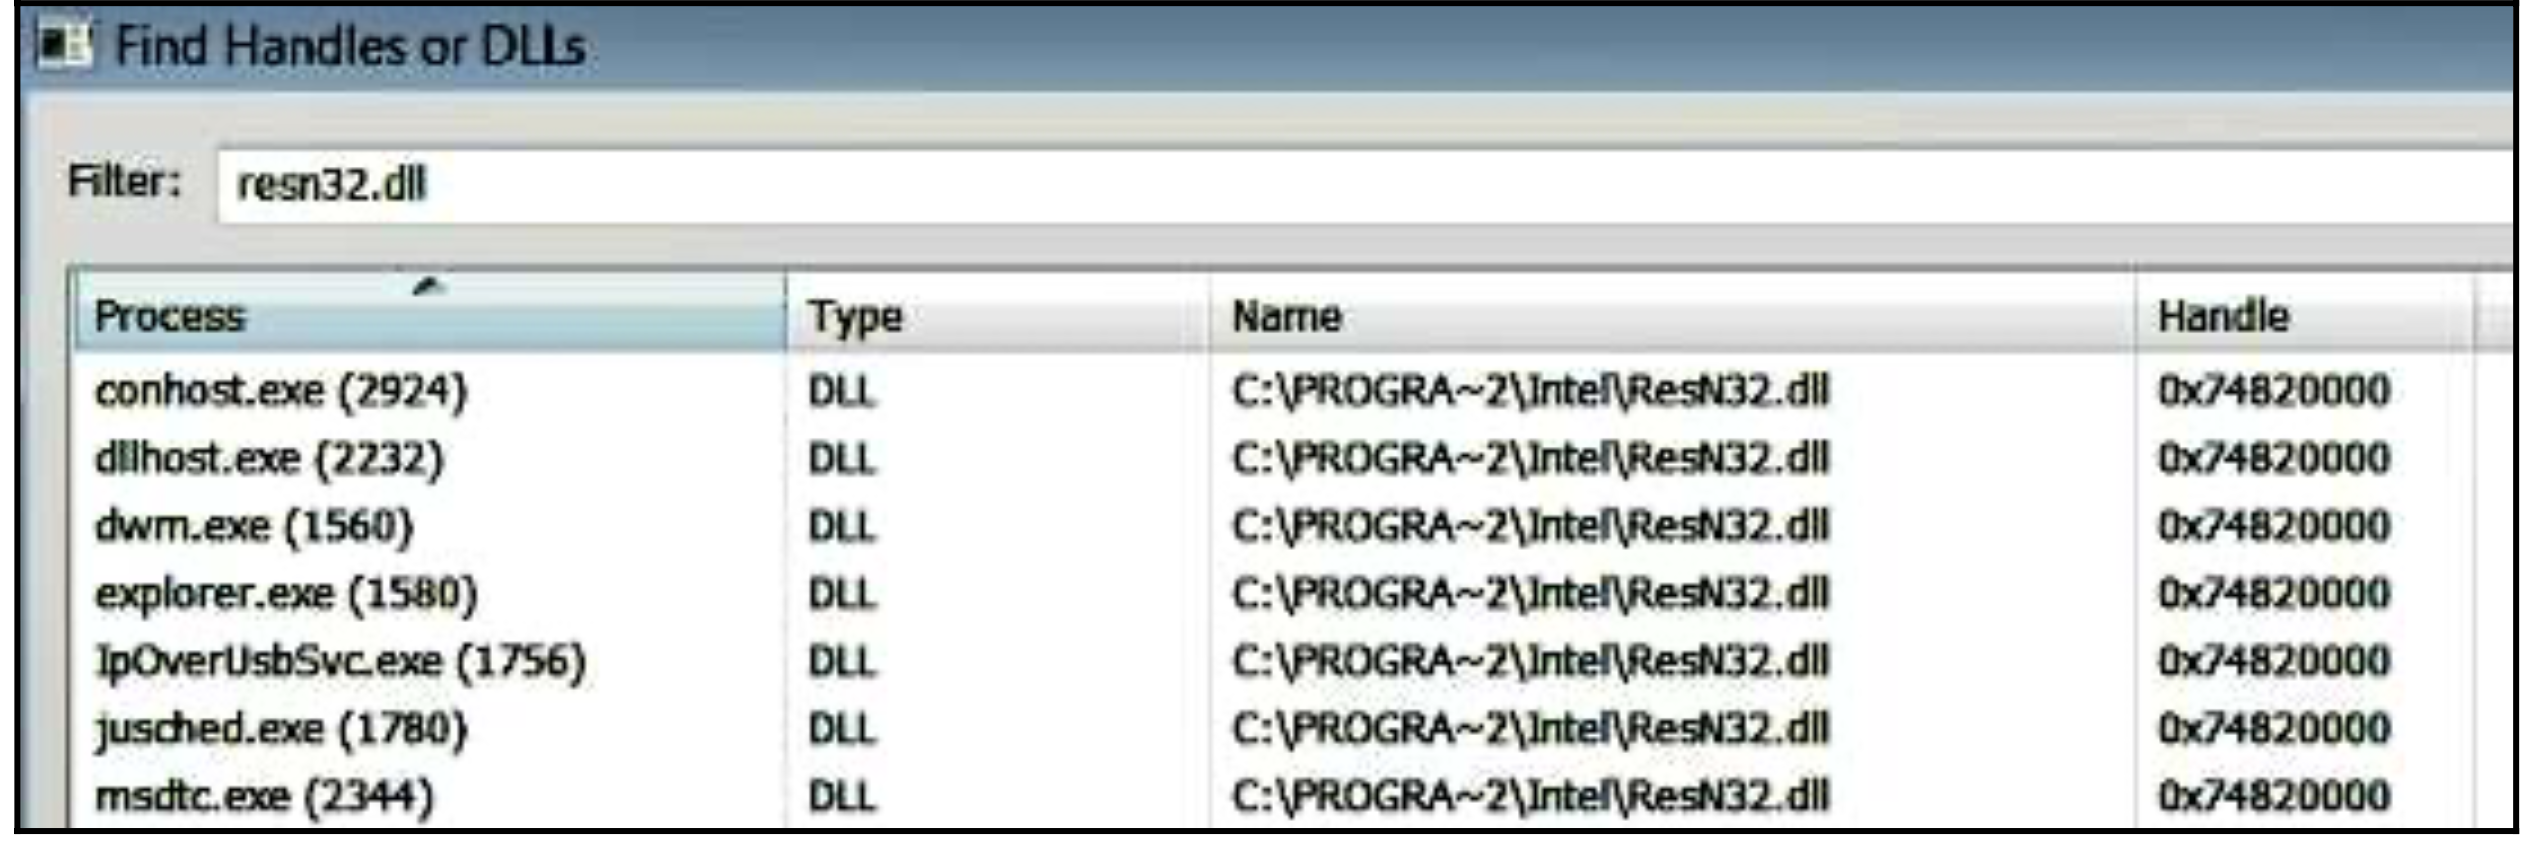 Find Handles or DLLs
Filter: resn32.dll
Process Type Name Handle
conhost.exe (2924) DLL C:\PROGRA~2\Intel\ResN32.dll 0x74820000
dllhost.exe (2232) DLL C:\PROGRA~2\Intel\ResN32.dll 0x74820000
dwm.exe (1560) DLL C:\PROGRA~2\Intel\ResN32.dll 0x74820000
explorer.exe (1580) DLL C:\PROGRA~2\Intel\ResN32.dll 0x74820000
IpOverUsbSvc.exe (1756) DLL C:\PROGRA~2\Intel\ResN32.dll 0x74820000
jusched.exe (1780) DLL C:\PROGRA~2\Intel\ResN32.dll 0x74820000
msdtc.exe (2344) DLL C:\PROGRA~2\Intel\ResN32.dll 0x74820000